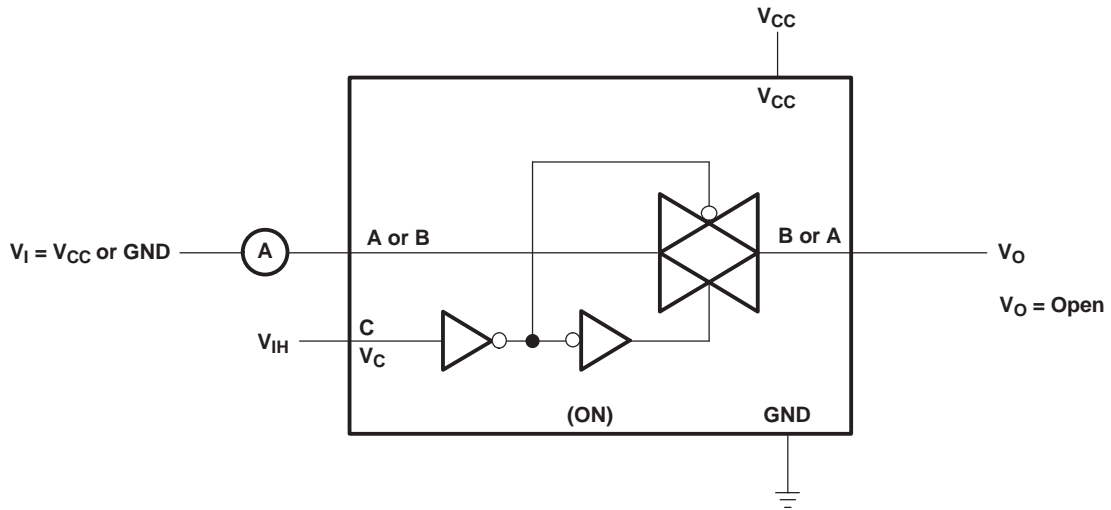 VCC
VCC
VI = VCC or GND
A
A or B
B or A
VO
VO = Open
VIH
C
VC
(ON)
GND